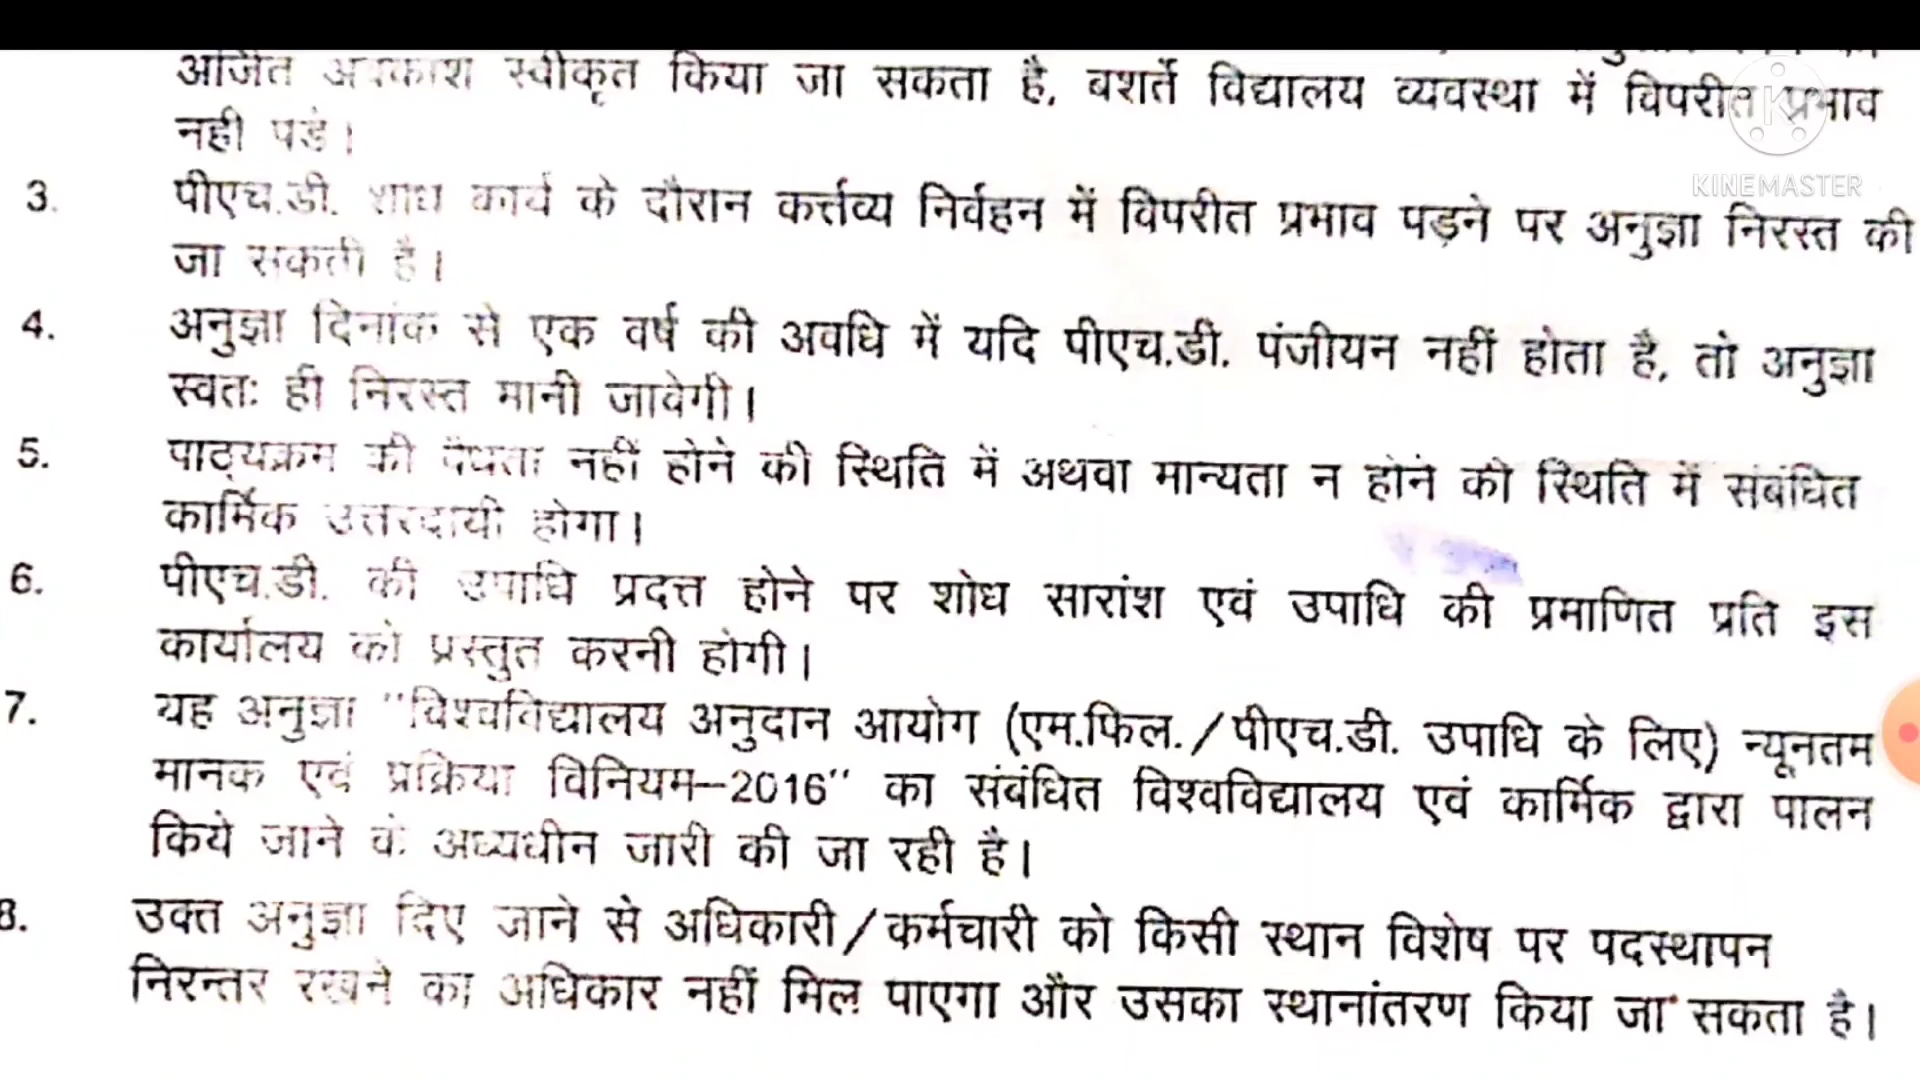 अर्जित अवकाश स्वीकृत किया जा सकता है, बशर्ते विद्यालय व्यवस्था में विपरीत प्रभाव
नही पडे।
3. पीएच.डी. शोध कार्य के दौरान कर्त्तव्य निर्वहन में विपरीत प्रभाव पड़ने पर अनुज्ञा निरस्त की
जा सकती है।
4. अनुज्ञा दिनांक से एक वर्ष की अवधि में यदि पीएच.डी. पंजीयन नहीं होता है, तो अनुज्ञा
स्वतः ही निरस्त मानी जावेगी।
5. पाठ्यक्रम की वैधता नहीं होने की स्थिति में अथवा मान्यता न होने की स्थिति में संबंधित
कार्मिक उत्तरदायी होगा।
6. पीएच.डी. की उपाधि प्रदत्त होने पर शोध सारांश एवं उपाधि की प्रमाणित प्रति इस
कार्यालय को प्रस्तुत करनी होगी।
7. यह अनुज्ञा "विश्वविद्यालय अनुदान आयोग (एम.फिल./पीएच.डी. उपाधि के लिए) न्यूनतम
मानक एवं प्रक्रिया विनियम-2016" का संबंधित विश्वविद्यालय एवं कार्मिक द्वारा पालन
किये जाने के अध्यधीन जारी की जा रही है।
8. उक्त अनुज्ञा दिए जाने से अधिकारी/कर्मचारी को किसी स्थान विशेष पर पदस्थापन
निरन्तर रखने का अधिकार नहीं मिल पाएगा और उसका स्थानांतरण किया जा सकता है।
KINEMASTER